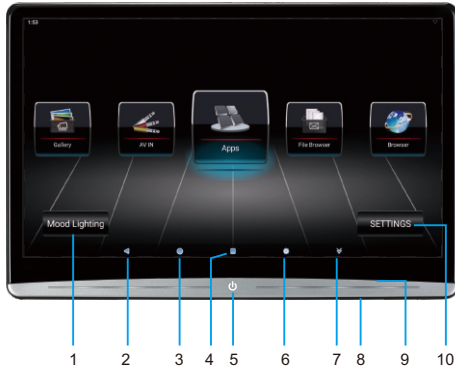 1:53
Gallery
AV IN
Apps
File Browser
Browser
Mood Lighting
SETTINGS
1 2 3 4 5 6 7 8 9 10